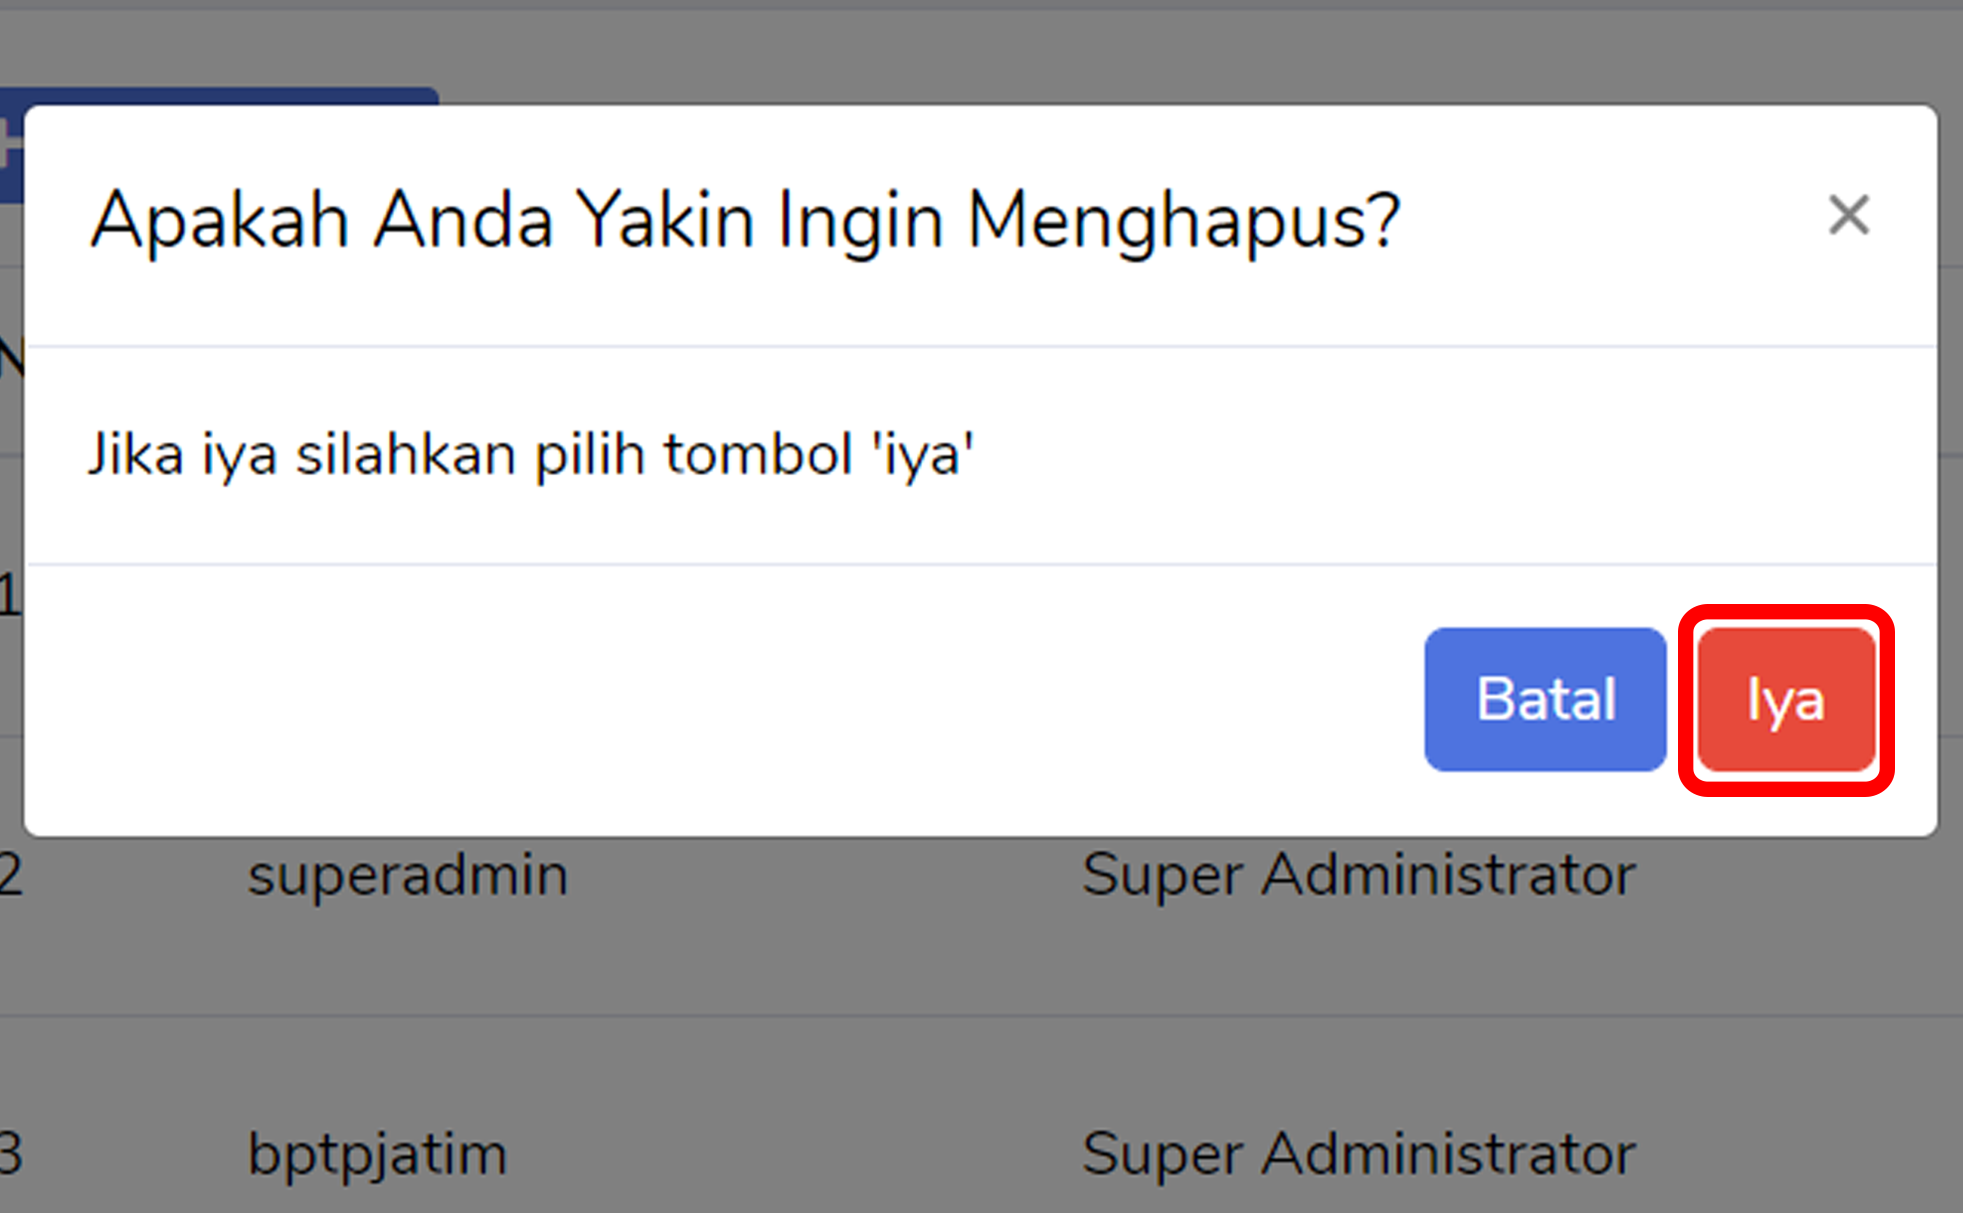 Apakah Anda Yakin Ingin Menghapus?
×
Jika iya silahkan pilih tombol 'iya'
Batal Iya
1
2 superadmin Super Administrator
3 bptpjatim Super Administrator